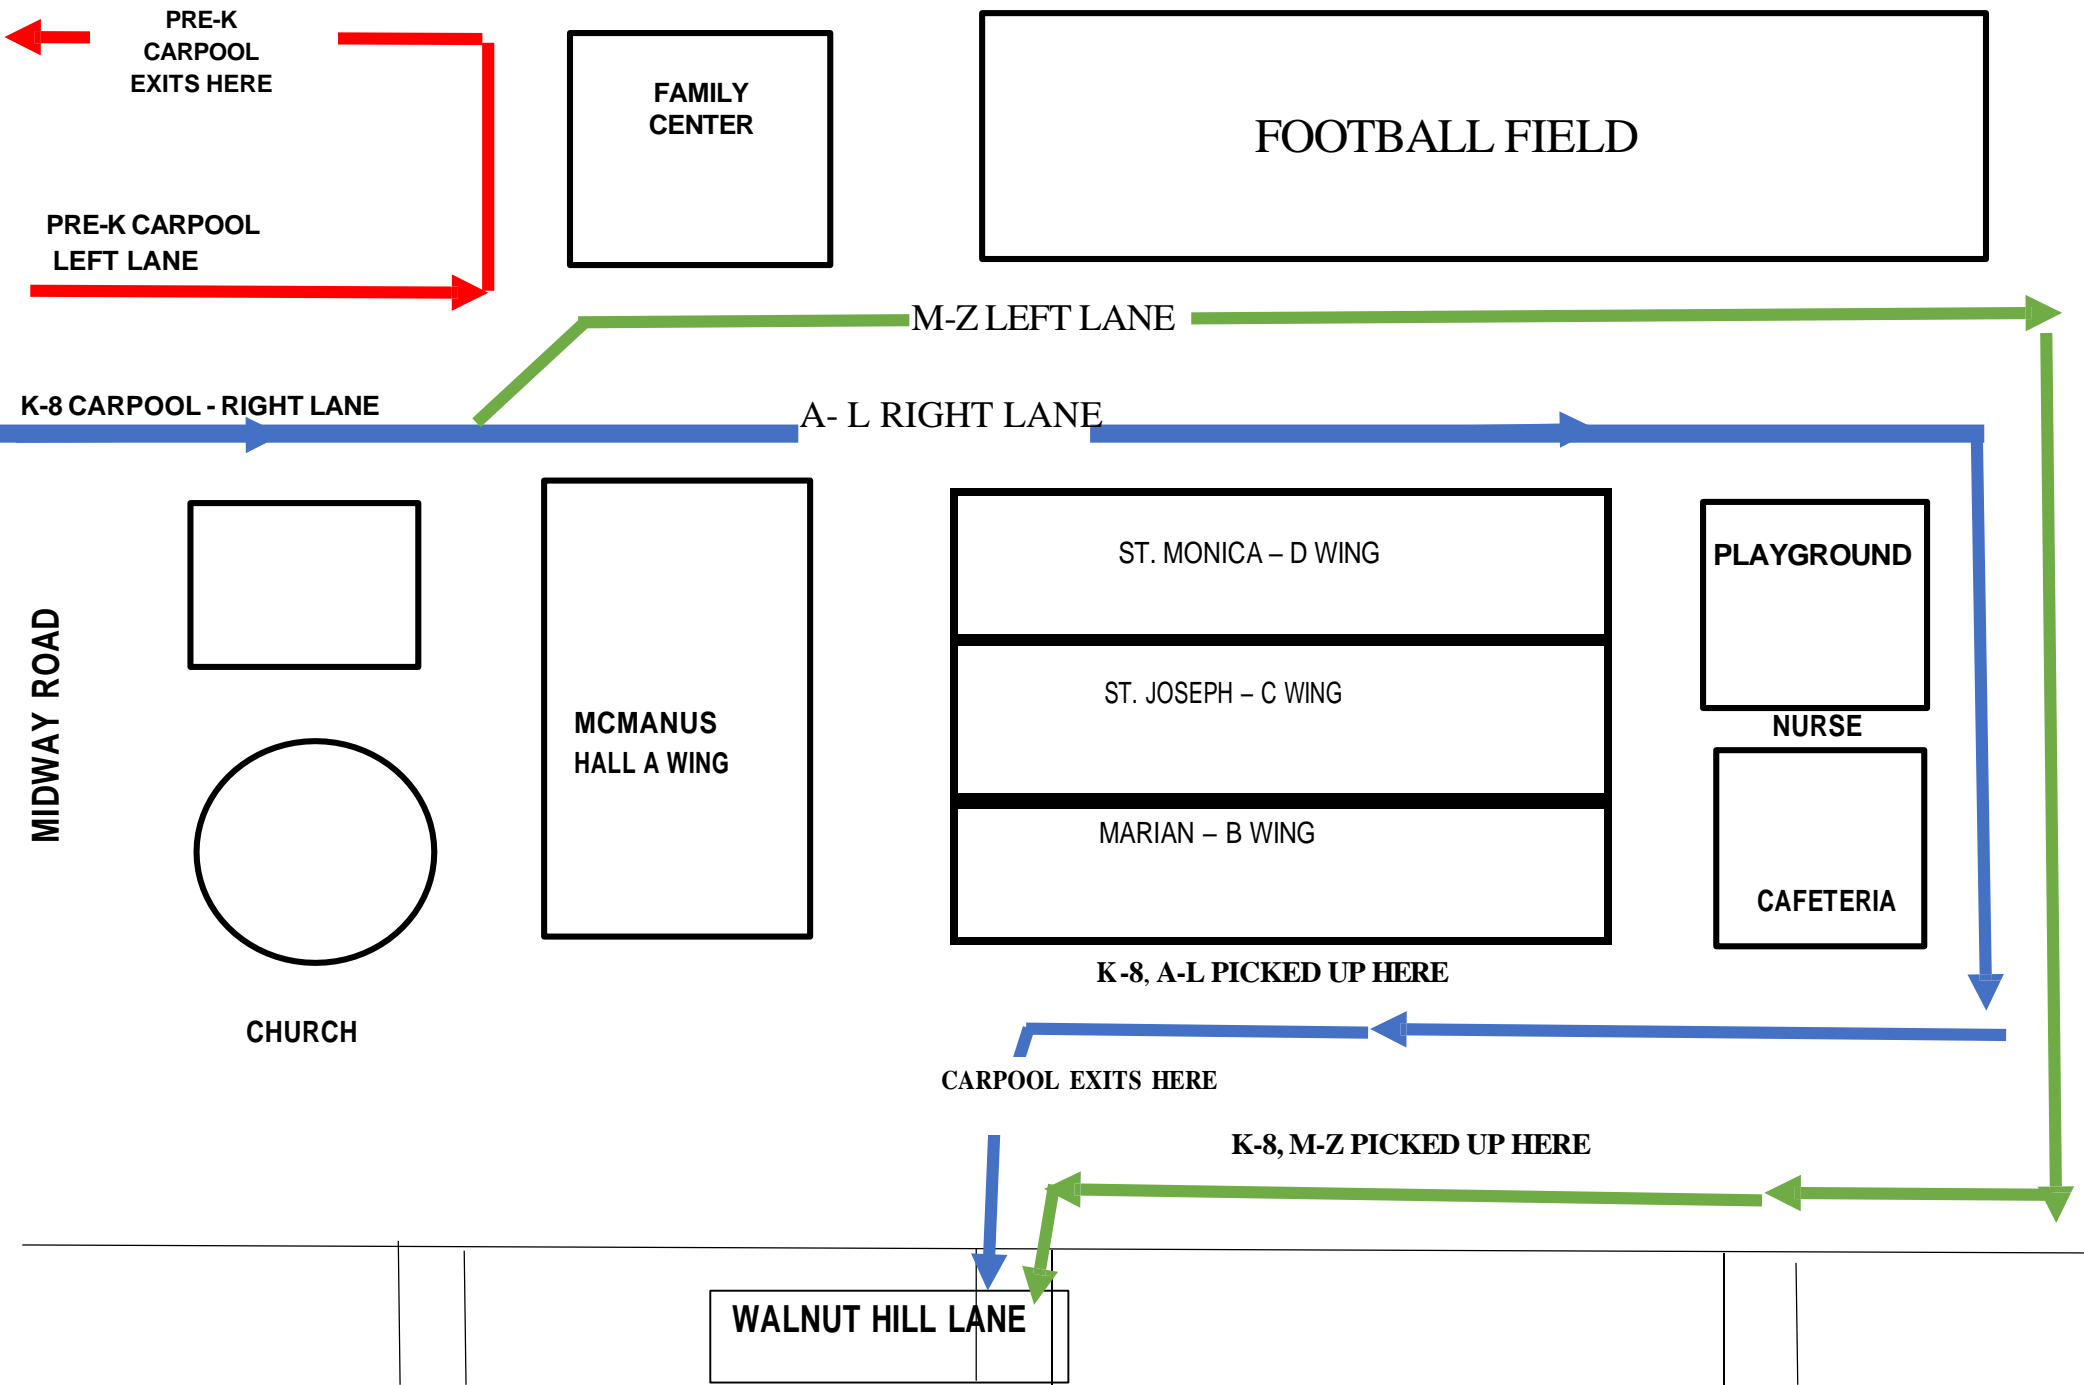 PRE-K
CARPOOL
EXITS HERE
FAMILY
CENTER
FOOTBALL FIELD
PRE-K CARPOOL
LEFT LANE
M-Z LEFT LANE
K-8 CARPOOL - RIGHT LANE
A- L RIGHT LANE
ST. MONICA – D WING
PLAYGROUND
MIDWAY ROAD
ST. JOSEPH – C WING
MCMANUS
HALL A WING
NURSE
MARIAN – B WING
CAFETERIA
K-8, A-L PICKED UP HERE
CHURCH
CARPOOL EXITS HERE
K-8, M-Z PICKED UP HERE
WALNUT HILL LANE